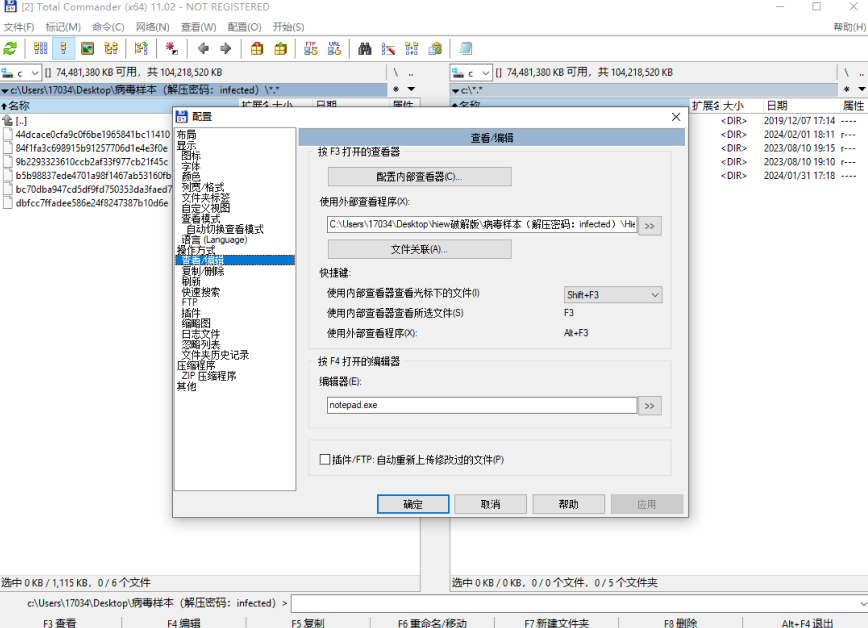 [2] Total Commander (x64) 11.02 - NOT REGISTERED
文件(F) 标记(M) 命令(C) 网络(N) 查看(W) 配置(O) 开始(S) 帮助(H)
FTP URL
c [] 74,481,380 KB 可用，共 104,218,520 KB \ ..
c [] 74,481,380 KB 可用，共 104,218,520 KB \ ..
c:\Users\17034\Desktop\病毒样本（解压密码：infected）\*.*
c:\*.*
名称 扩展名 大小 日期 属性
名称 扩展名 大小 日期 属性
[..]
44dcace0cfa9c0f6be1965841bc11410
84f1fa3c698915b91257706d1e4e3f0e
9b2293323610ccb2af33f977cb21f45c
b5b98837ede4701a98f1467ab53160fb
bc70dba947cd5df9fd750353da3faed7
dbfcc7ffadee586e24f8247387b10d6e
<DIR> 2019/12/07 17:14 ----
<DIR> 2024/02/01 18:11 r---
<DIR> 2023/08/10 19:15 r---
<DIR> 2023/08/10 19:10 r---
<DIR> 2024/01/31 17:18 ----
配置
布局
显示
图标
字体
颜色
列宽/格式
文件夹标签
自定义视图
查看模式
自动切换查看模式
语言 (Language)
操作方式
查看/编辑
复制/删除
刷新
快速搜索
FTP
插件
缩略图
日志文件
忽略列表
文件夹历史记录
压缩程序
ZIP 压缩程序
其他
查看/编辑
按 F3 打开的查看器
配置内部查看器(C)...
使用外部查看程序(X):
C:\Users\17034\Desktop\hiew破解版\病毒样本（解压密码：infected）\Hie >>
文件关联(A)...
快捷键:
使用内部查看器查看光标下的文件(I) Shift+F3
使用内部查看器查看所选文件(S) F3
使用外部查看程序(X): Alt+F3
按 F4 打开的编辑器
编辑器(E):
notepad.exe >>
插件/FTP: 自动重新上传修改过的文件(P)
确定 取消 帮助 应用
选中 0 KB / 1,115 KB，0 / 6 个文件
选中 0 KB / 0 KB，0 / 0 个文件，0 / 5 个文件夹
c:\Users\17034\Desktop\病毒样本（解压密码：infected）>
F3 查看 F4 编辑 F5 复制 F6 重命名/移动 F7 新建文件夹 F8 删除 Alt+F4 退出